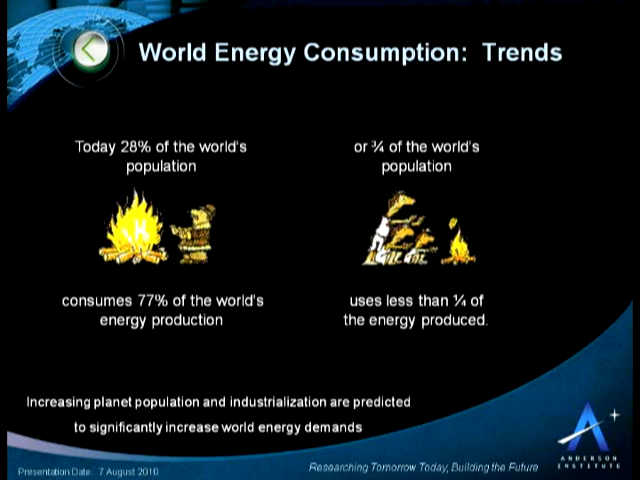 World Energy Consumption: Trends
Today 28% of the world's
population
or ¾ of the world's
population
consumes 77% of the world's
energy production
uses less than ¼ of
the energy produced.
Increasing planet population and industrialization are predicted
to significantly increase world energy demands
ANDERSON
INSTITUTE
Presentation Date: 7 August 2010
Researching Tomorrow Today, Building the Future